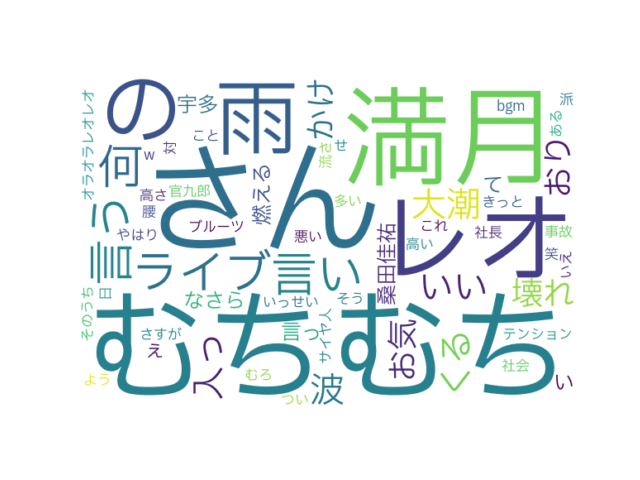 の
雨
満月
さん
レオ
むちむち
何
言っ
ライブ
言い
宇多
かけ
bgm
派
ある
おり
オラオラレオレオ
w
こと
対
流さ
せ
燃える
高さ
官九郎
腰
やはり
ブルーツ
悪い
多い
大潮
て
きっと
これ
高い
社長
事故
笑
いえ
桑田佳祐
いい
壊れ
日
そのうち
なさら
いっせい
そう
さすが
え
入っ
言っ
サイヤ人
お気
くる
テンション
社会
い
よう
むろ
つい
波